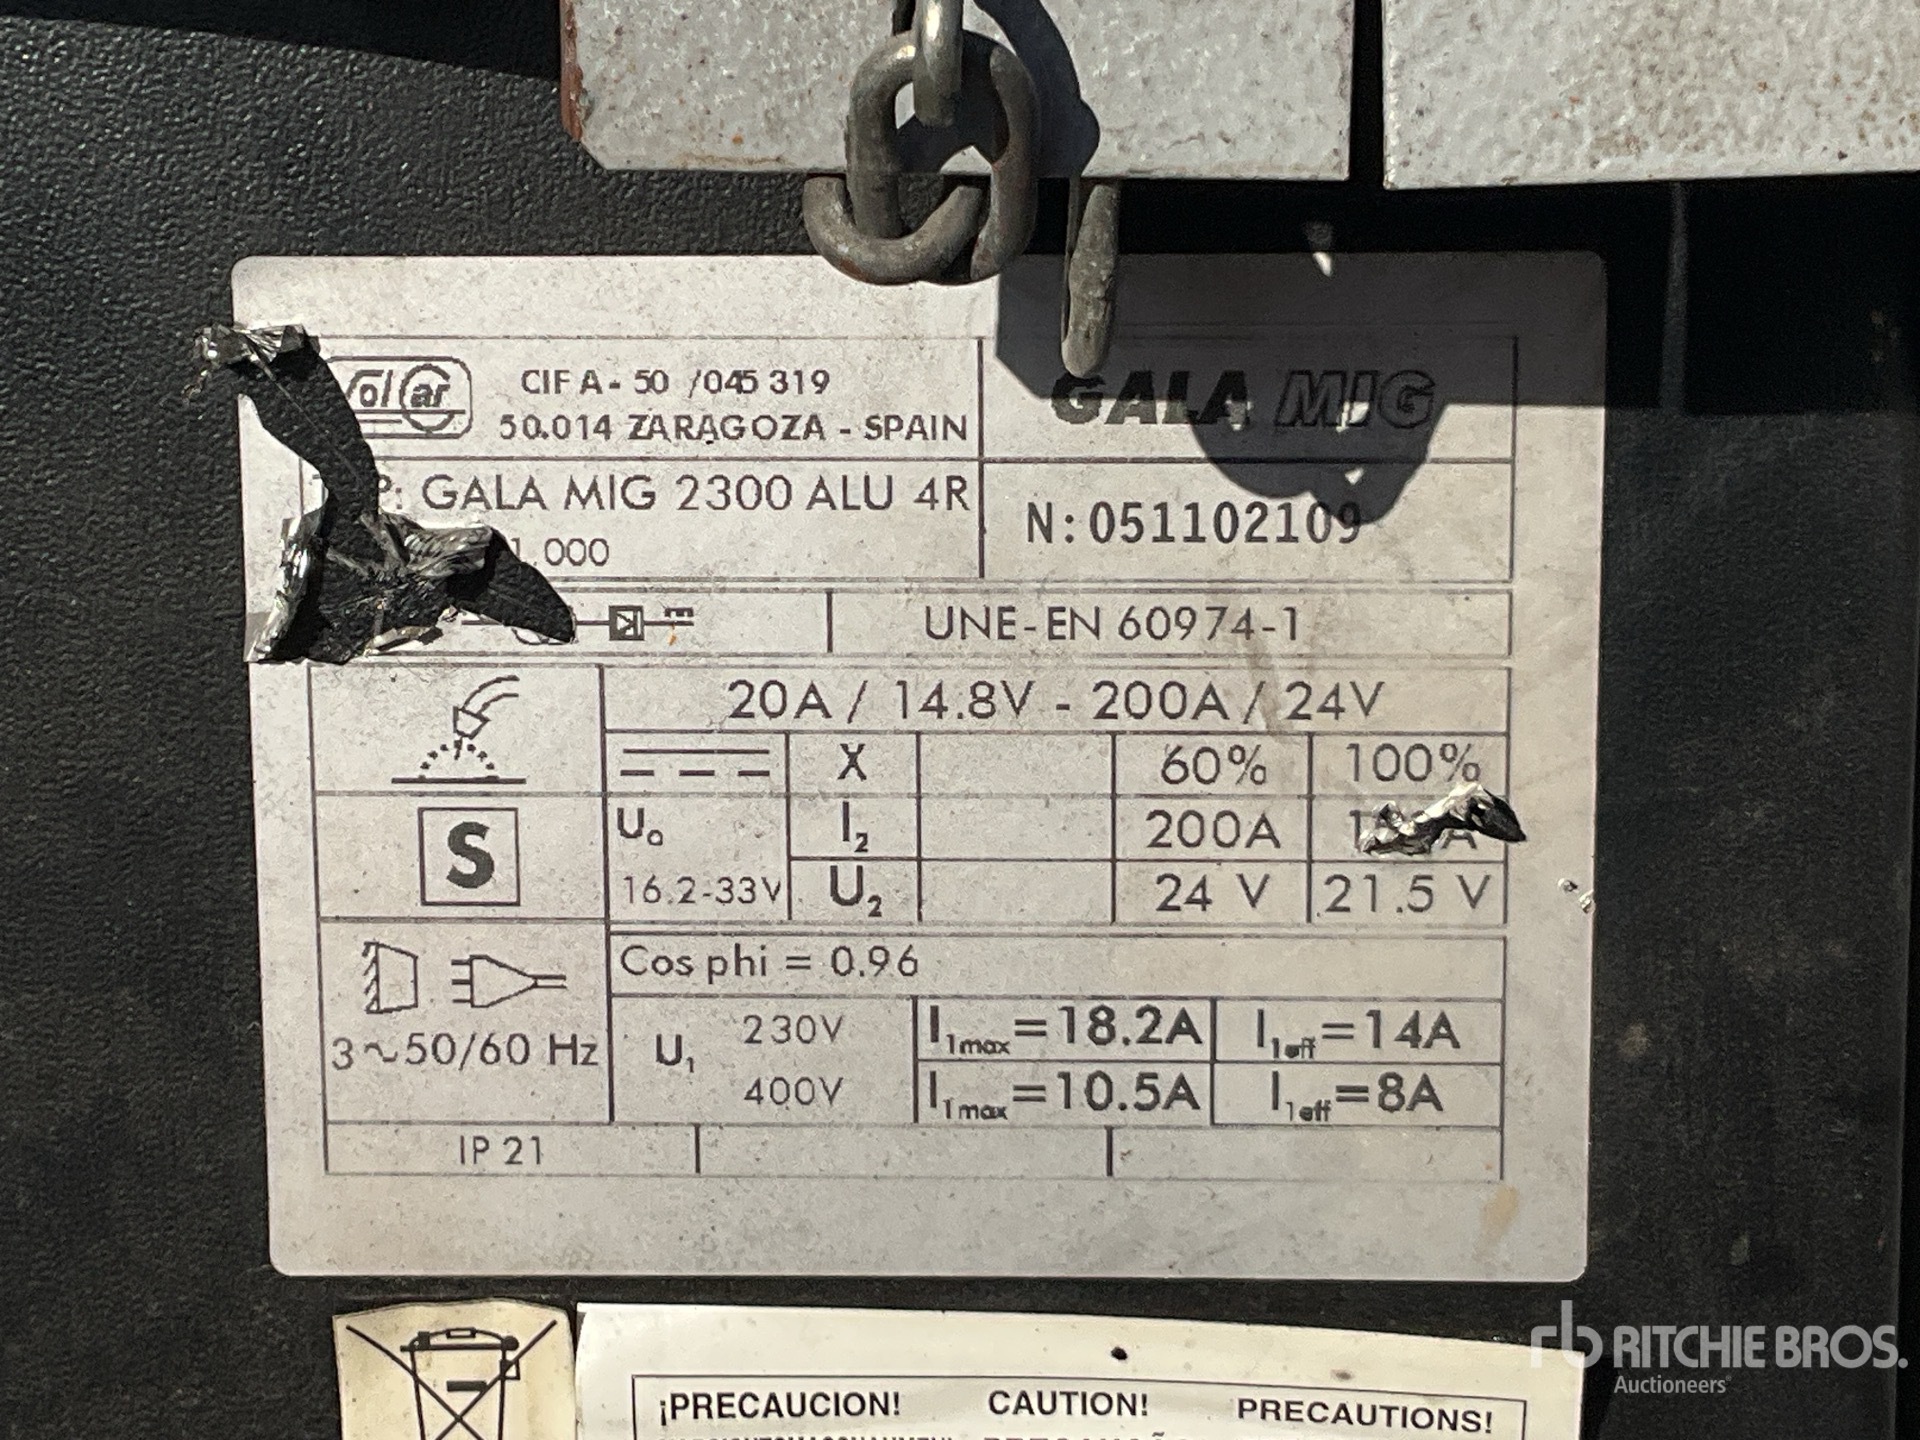 CIF A- 50 /045 319
50.014 ZARAGOZA - SPAIN
GALA MIG
GALA MIG 2300 ALU 4R
N: 051102109
UNE-EN 60974-1
20A / 14.8V - 200A / 24V
X 60% 100%
S
U₀ I₂ 200A
16.2-33V U₂ 24 V 21.5 V
Cos phi = 0.96
3~50/60 Hz
U₁ 230V I₁max=18.2A I₁eff=14A
400V I₁max=10.5A I₁eff=8A
IP 21
¡PRECAUCION! CAUTION! PRECAUTIONS!
rb RITCHIE BROS.
Auctioneers